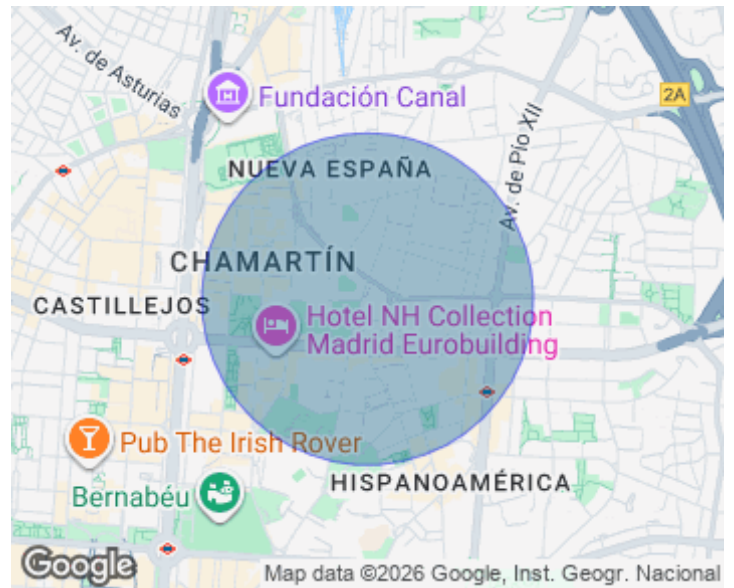 Av. de Asturias
Fundación Canal
2A
Av. de Pío XII
NUEVA ESPAÑA
CHAMARTÍN
CASTILLEJOS
Hotel NH Collection
Madrid Eurobuilding
Pub The Irish Rover
HISPANOAMÉRICA
Bernabéu
Google
Map data ©2026 Google, Inst. Geogr. Nacional